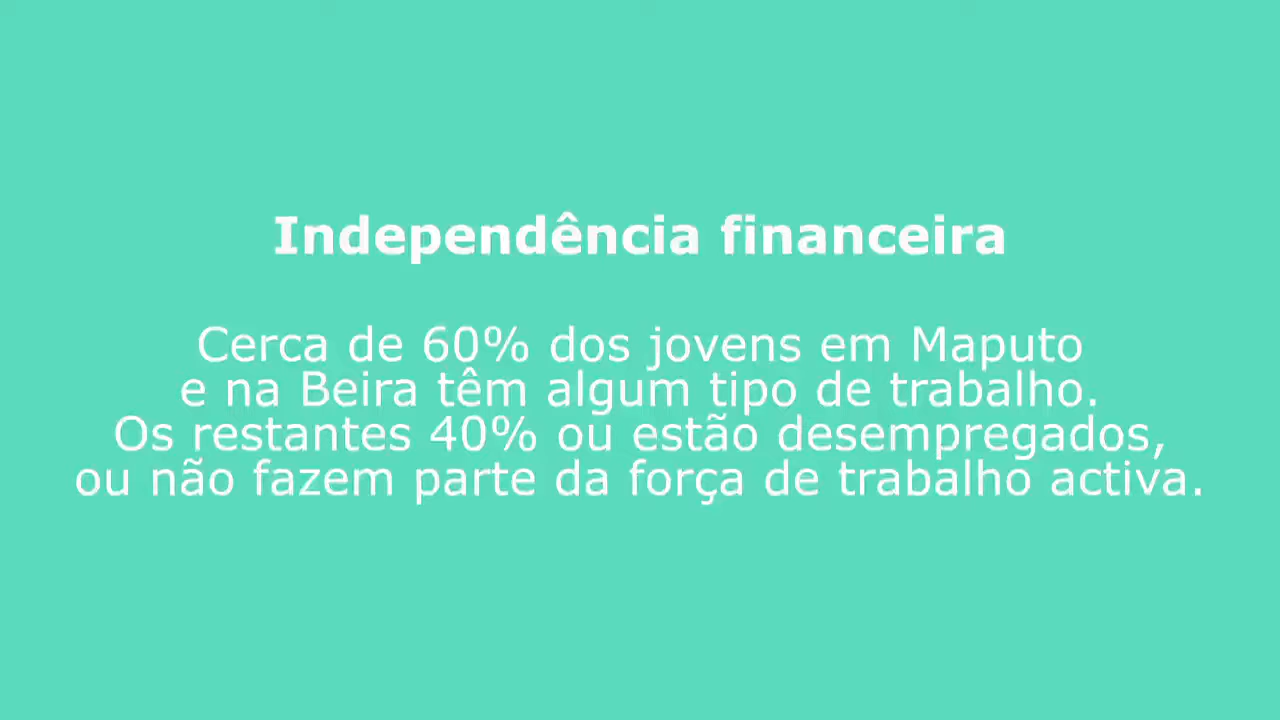 Independência financeira
Cerca de 60% dos jovens em Maputo
e na Beira têm algum tipo de trabalho.
Os restantes 40% ou estão desempregados,
ou não fazem parte da força de trabalho activa.